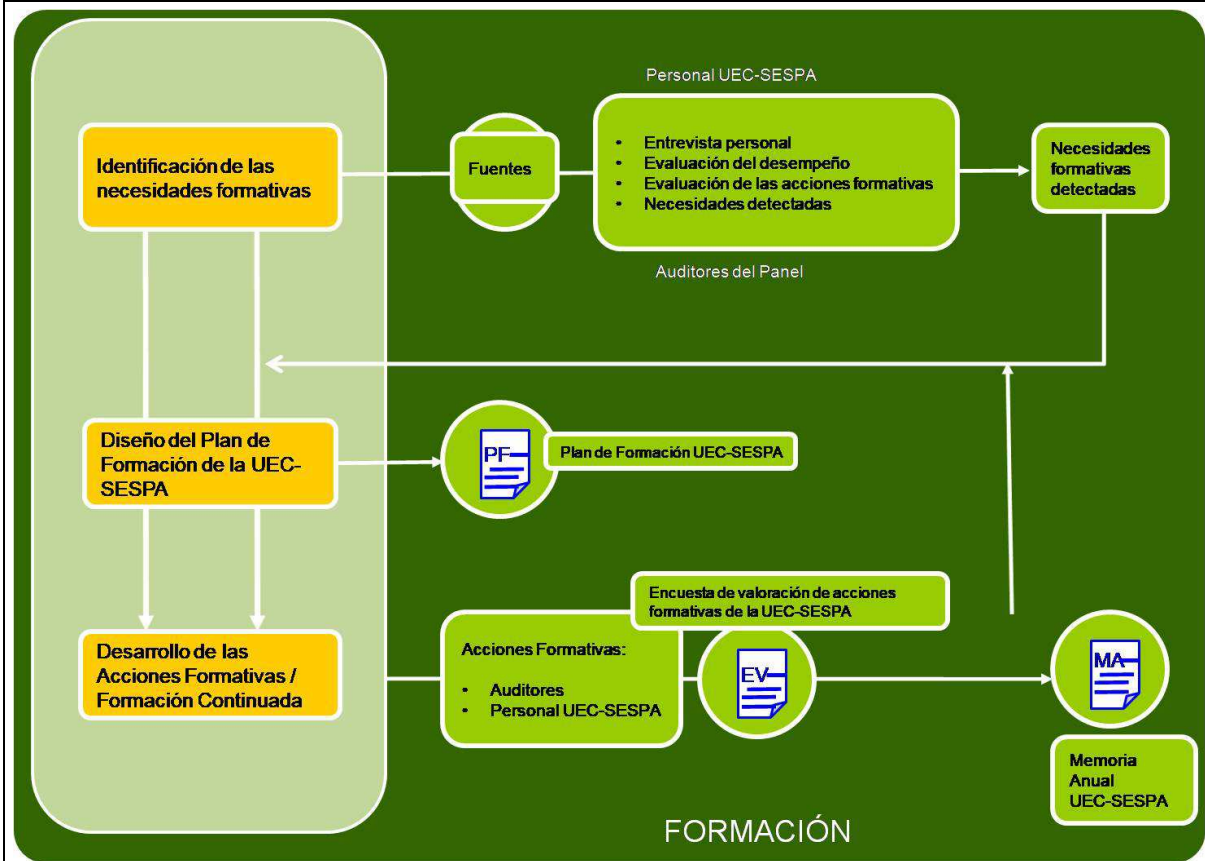 Personal UEC-SESPA
Identificación de las
necesidades formativas
Fuentes
• Entrevista personal
• Evaluación del desempeño
• Evaluación de las acciones formativas
• Necesidades detectadas
Necesidades
formativas
detectadas
Auditores del Panel
Diseño del Plan de
Formación de la UEC-
SESPA
PF
Plan de Formación UEC-SESPA
Encuesta de valoración de acciones
formativas de la UEC-SESPA
Desarrollo de las
Acciones Formativas /
Formación Continuada
Acciones Formativas:
• Auditores
• Personal UEC-SESPA
EV
MA
Memoria
Anual
UEC-SESPA
FORMACIÓN